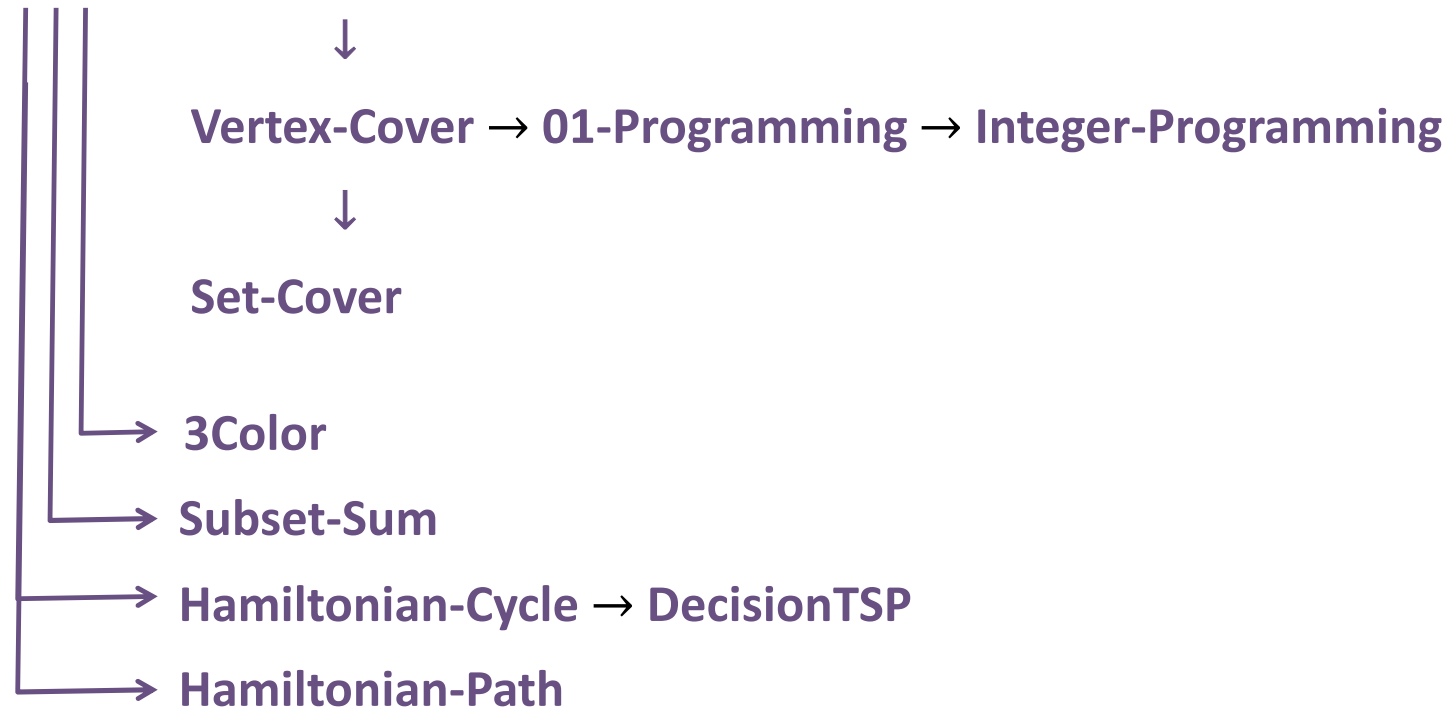 ↓
Vertex-Cover → 01-Programming → Integer-Programming
↓
Set-Cover
3Color
Subset-Sum
Hamiltonian-Cycle → DecisionTSP
Hamiltonian-Path